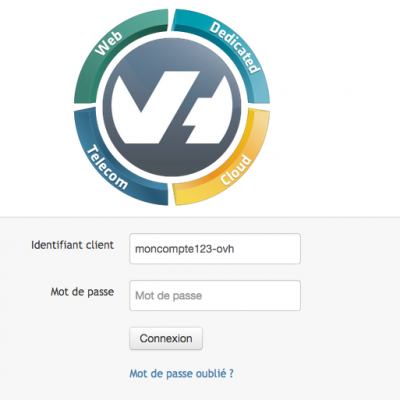 Web
Dedicated
Telecom
Cloud
Identifiant client
moncompte123-ovh
Mot de passe
Mot de passe
Connexion
Mot de passe oublié ?